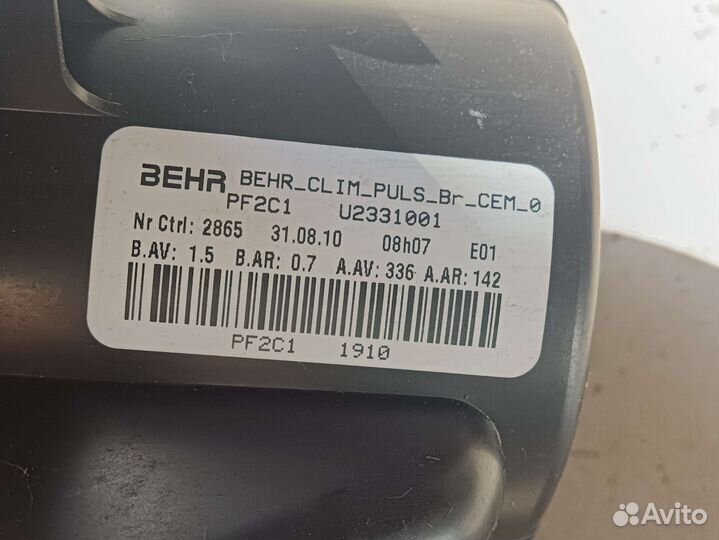 BEHR BEHR_CLIM_PULS_Br_CEM_0
PF2C1 U2331001
Nr Ctrl: 2865 31.08.10 08h07 E01
B.AV: 1.5 B.AR: 0.7 A.AV: 336 A.AR: 142
PF2C1 1910
Avito